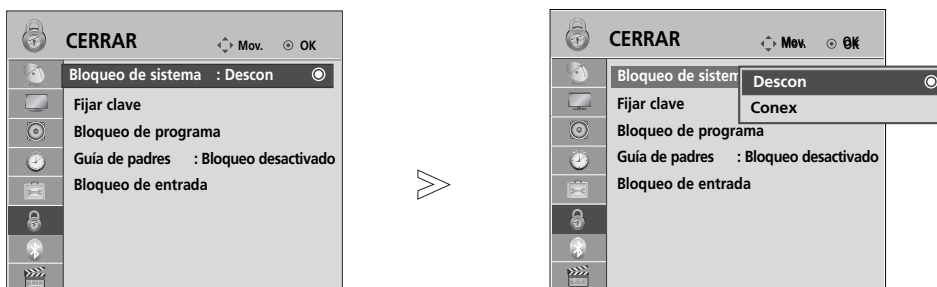 CERRAR Mov. OK
Bloqueo de sistema : Descon
Fijar clave
Bloqueo de programa
Guía de padres : Bloqueo desactivado
Bloqueo de entrada
CERRAR Mov. OK
Bloqueo de sistem
Descon
Conex
Fijar clave
Bloqueo de programa
Guía de padres : Bloqueo desactivado
Bloqueo de entrada